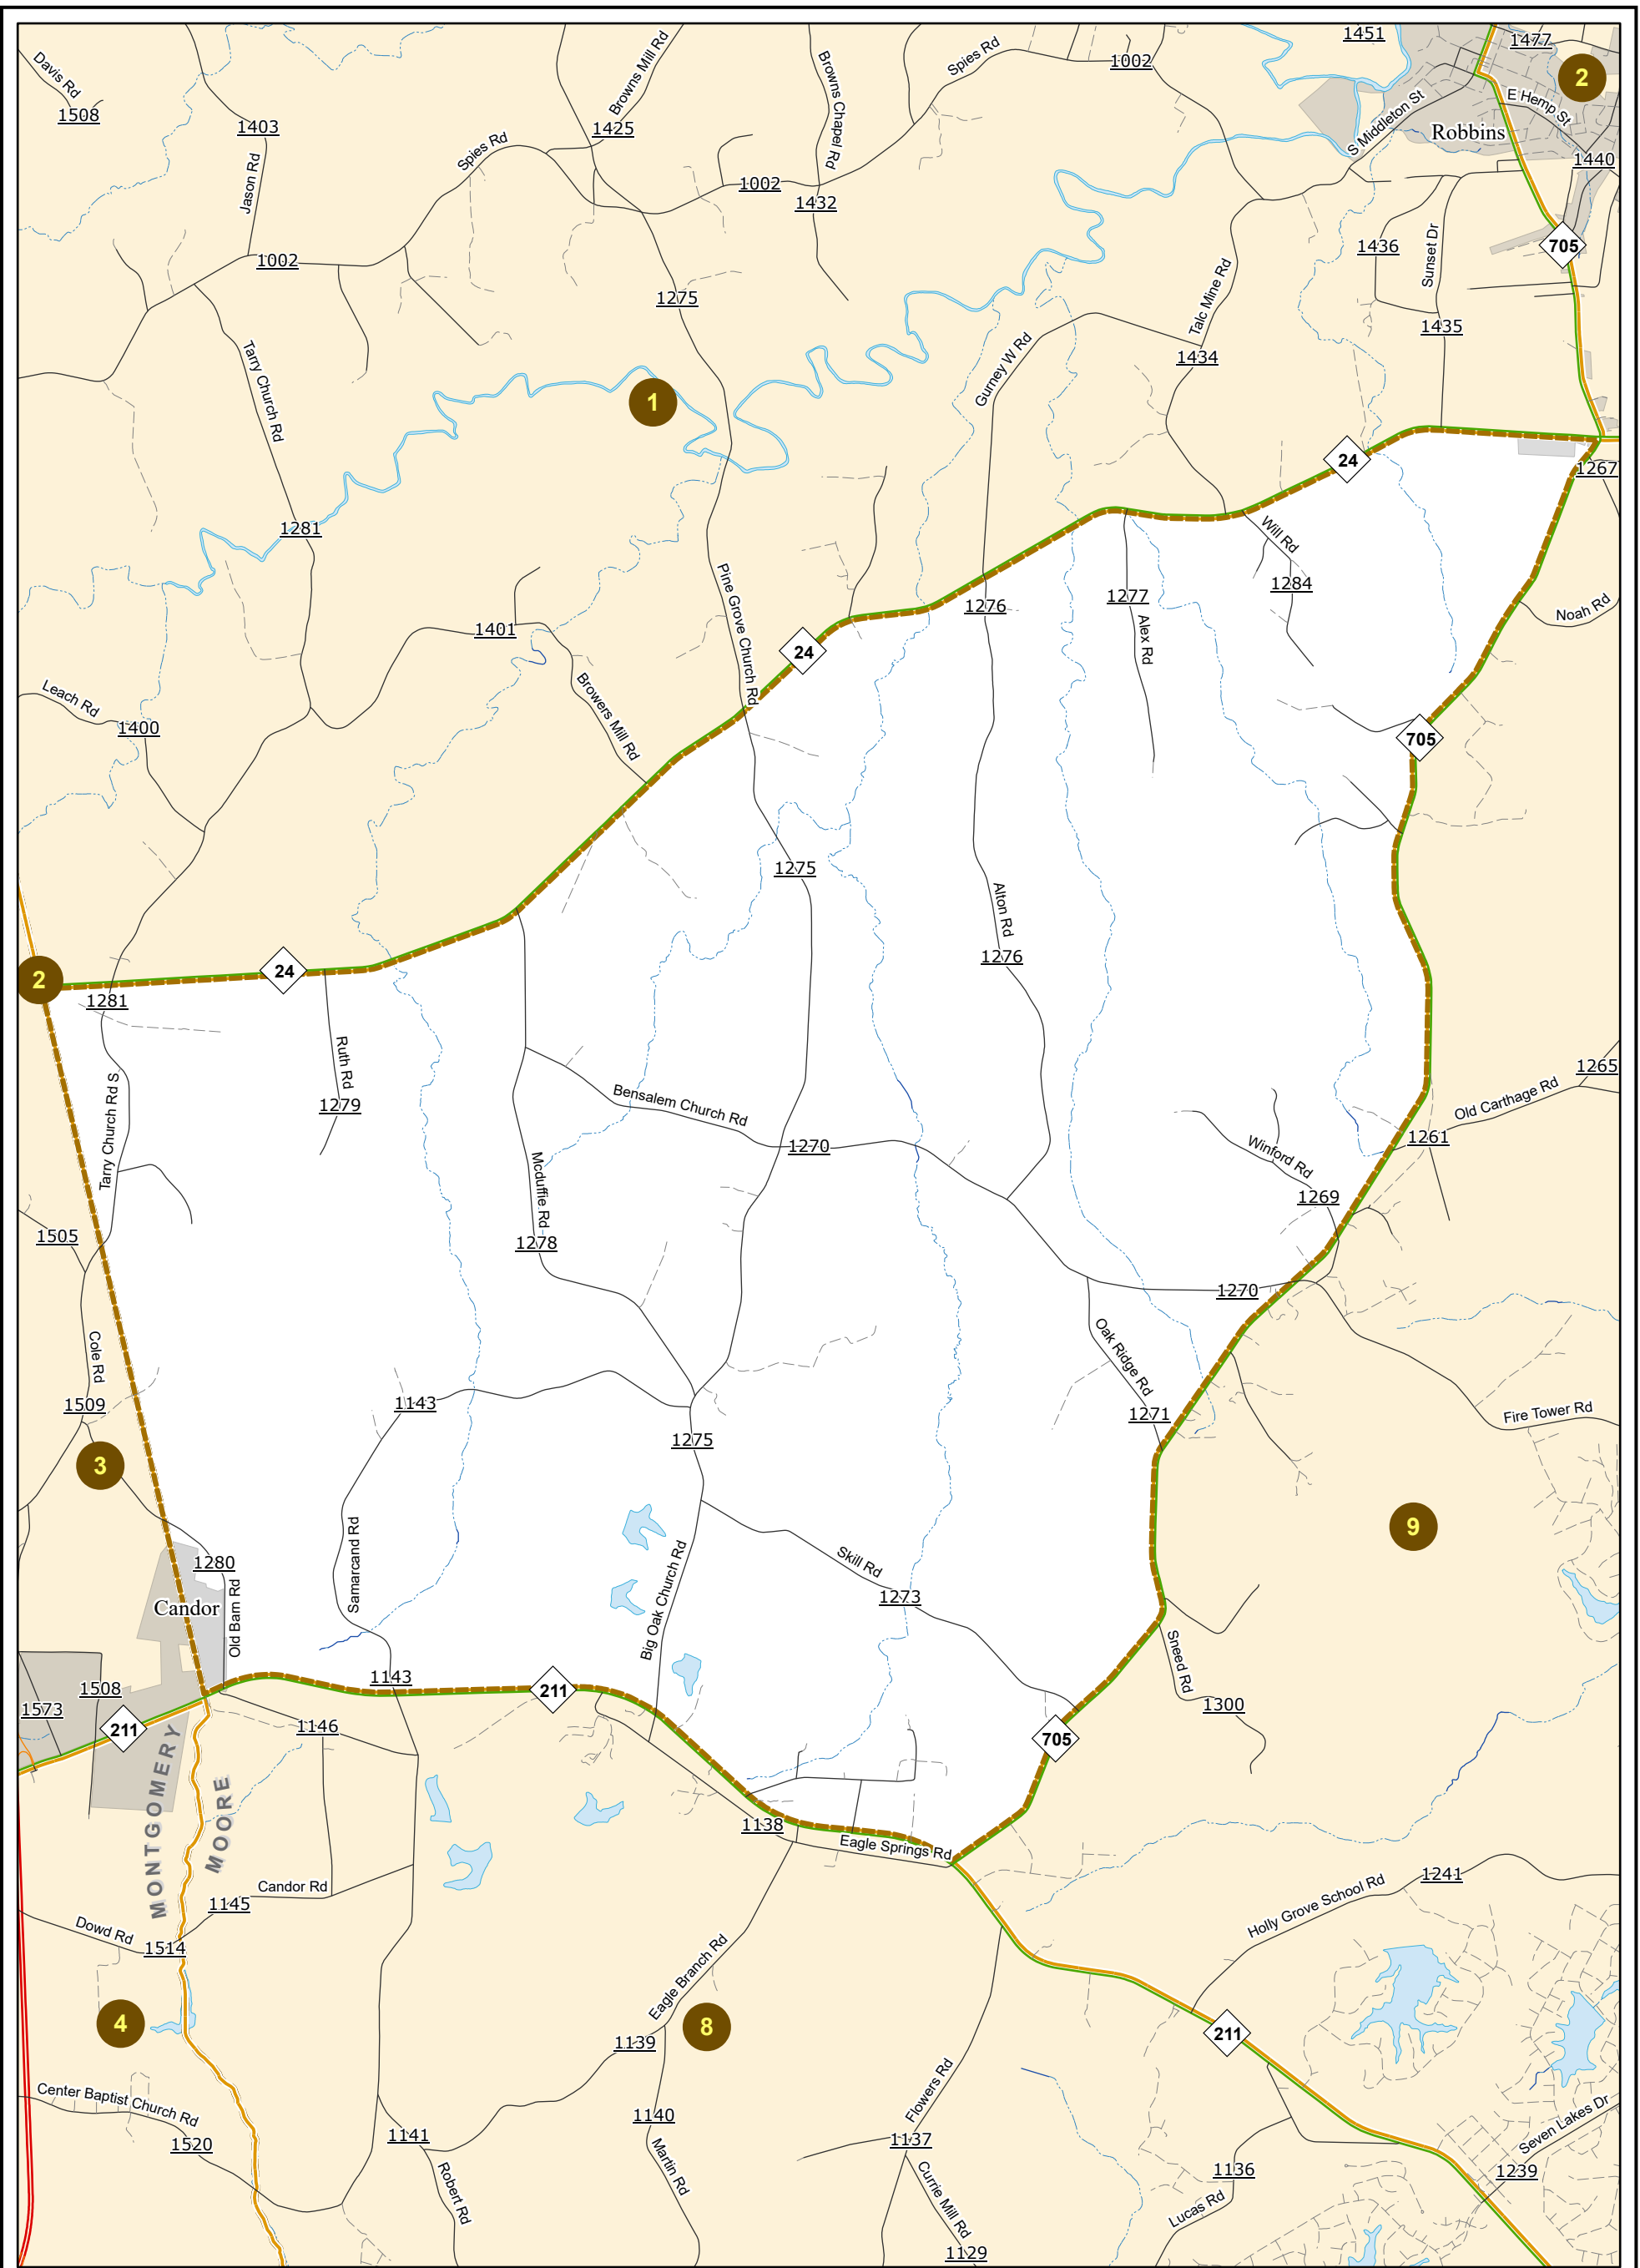 1451
1477
2
Davis Rd
Browns Mill Rd
Browns Chapel Rd
Spies Rd
1002
E Hemp St
S Middleton St
Robbins
1508
1403
1425
Spies Rd
1440
Jason Rd
1002
1432
1002
1436
Sunset Dr
705
1275
Talc Mine Rd
1435
Tarry Church Rd
Gurney W Rd
1434
1
24
1267
1281
Will Rd
Pine Grove Church Rd
1284
1276
1277
Noah Rd
1401
Alex Rd
24
Leach Rd
Browers Mill Rd
1400
705
1275
Alton Rd
1276
2
24
1281
Ruth Rd
1265
Tarry Church Rd S
1279
Bensalem Church Rd
Old Carthage Rd
1270
1261
Mcduffie Rd
Winford Rd
1269
1505
1278
1270
Cole Rd
Oak Ridge Rd
1509
1143
1271
Fire Tower Rd
1275
3
9
1280
Samarcand Rd
Skill Rd
Candor
Old Barn Rd
Big Oak Church Rd
1273
Sneed Rd
1143
1508
211
1573
211
1146
1300
705
MONTGOMERY
MOORE
1138
Eagle Springs Rd
1241
Candor Rd
1145
Holly Grove School Rd
Dowd Rd
1514
Eagle Branch Rd
4
8
211
1139
Flowers Rd
Center Baptist Church Rd
1140
Seven Lakes Dr
1520
1141
1137
Martin Rd
1136
1239
Robert Rd
Currie Mill Rd
Lucas Rd
1129